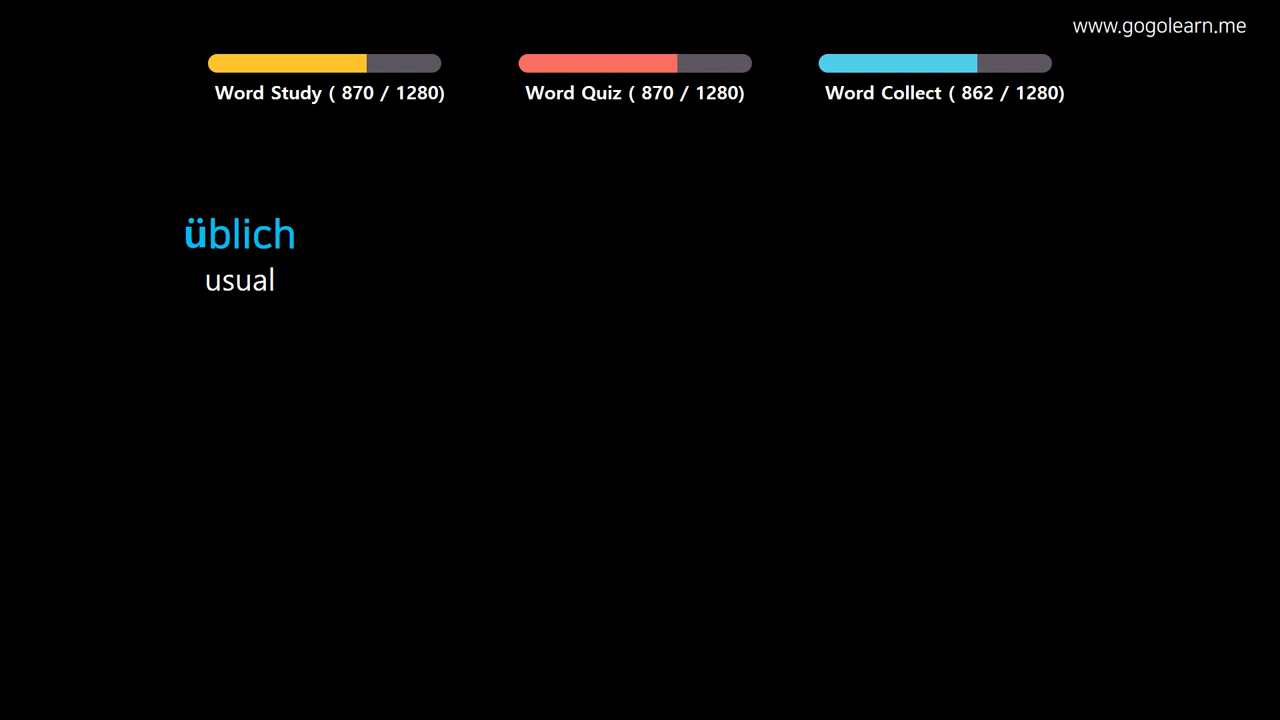 www.gogolearn.me
Word Study ( 870 / 1280)
Word Quiz ( 870 / 1280)
Word Collect ( 862 / 1280)
üblich
usual